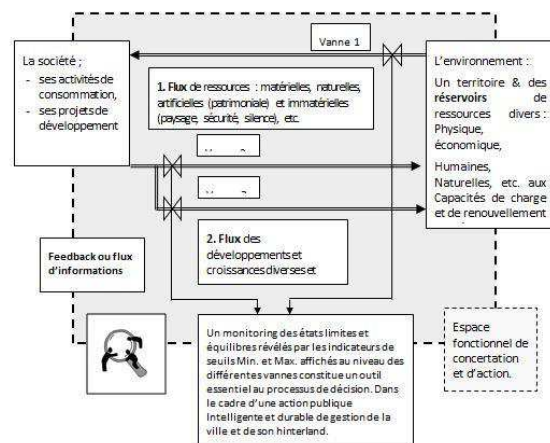 Vanne 1
La société ;
- ses activités de
consommation,
- ses projets de
développement
1. Flux de ressources : matérielles, naturelles,
artificielles (patrimoniale) et immatérielles
(paysage, sécurité, silence), etc.
L'environnement :
Un territoire & des
réservoirs de
ressources divers :
Physique,
économique,
Humaines,
Naturelles, etc. aux
Capacités de charge
et de renouvellement
2. Flux des
développements et
croissances diverses et
Feedback ou flux
d'informations
Un monitoring des états limites et
équilibres révélés par les indicateurs de
seuils Min. et Max. affichés au niveau des
différentes vannes constitue un outil
essentiel au processus de décision. Dans
le cadre d'une action publique
Intelligente et durable de gestion de la
ville et de son hinterland.
Espace
fonctionnel de
concertation
et d'action.